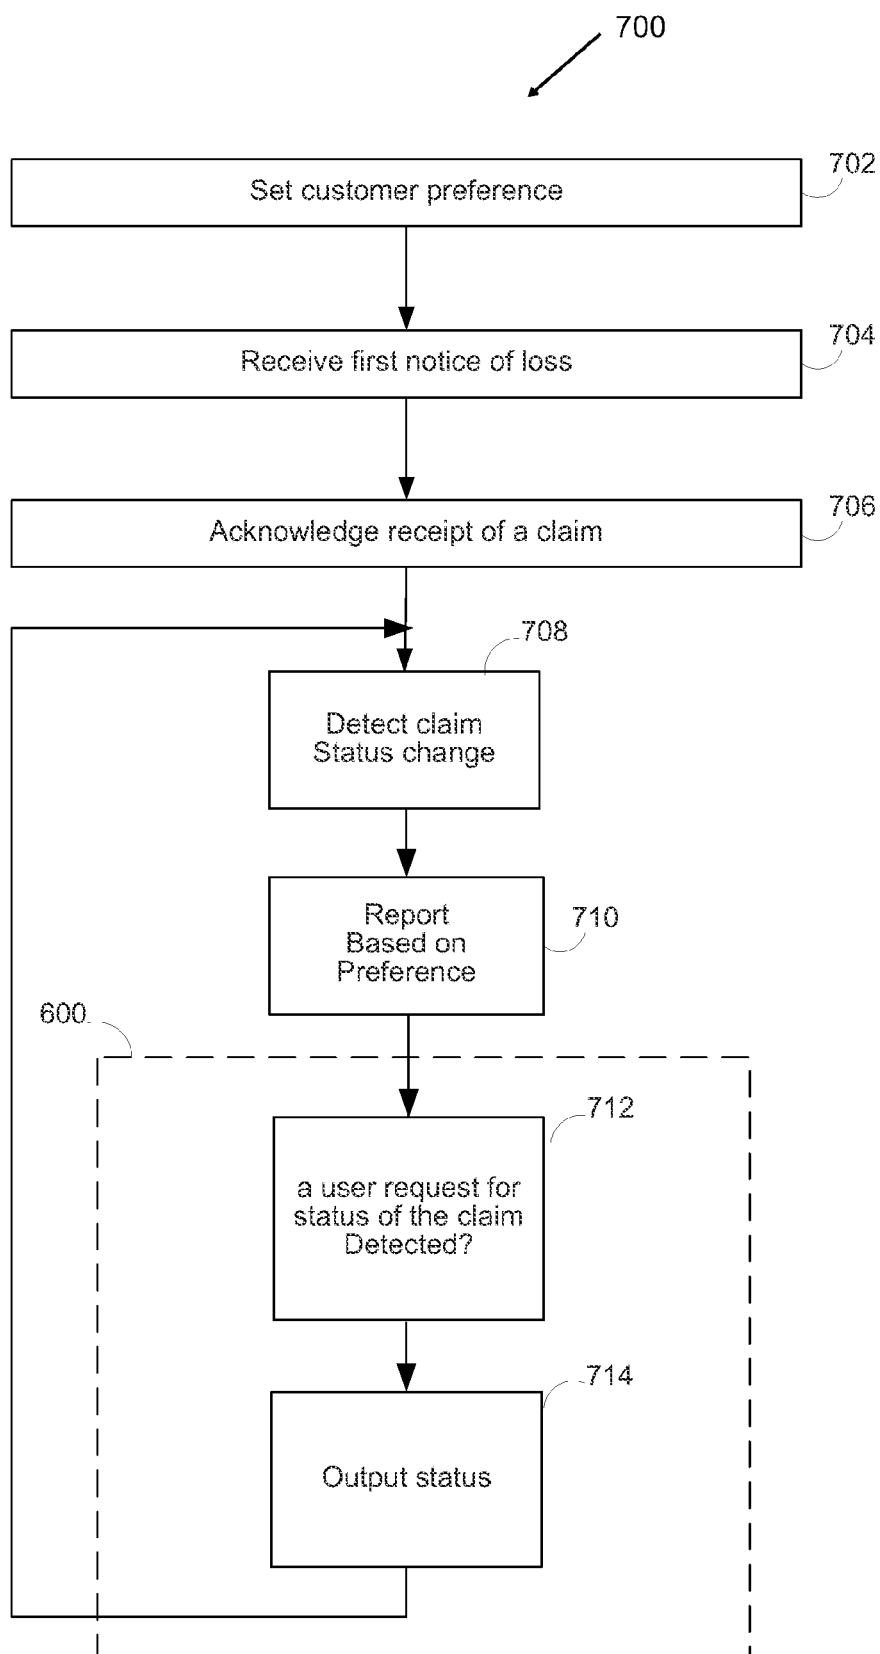 700
702
Set customer preference
704
Receive first notice of loss
706
Acknowledge receipt of a claim
708
Detect claim
Status change
710
Report
Based on
Preference
600
712
a user request for
status of the claim
Detected?
714
Output status